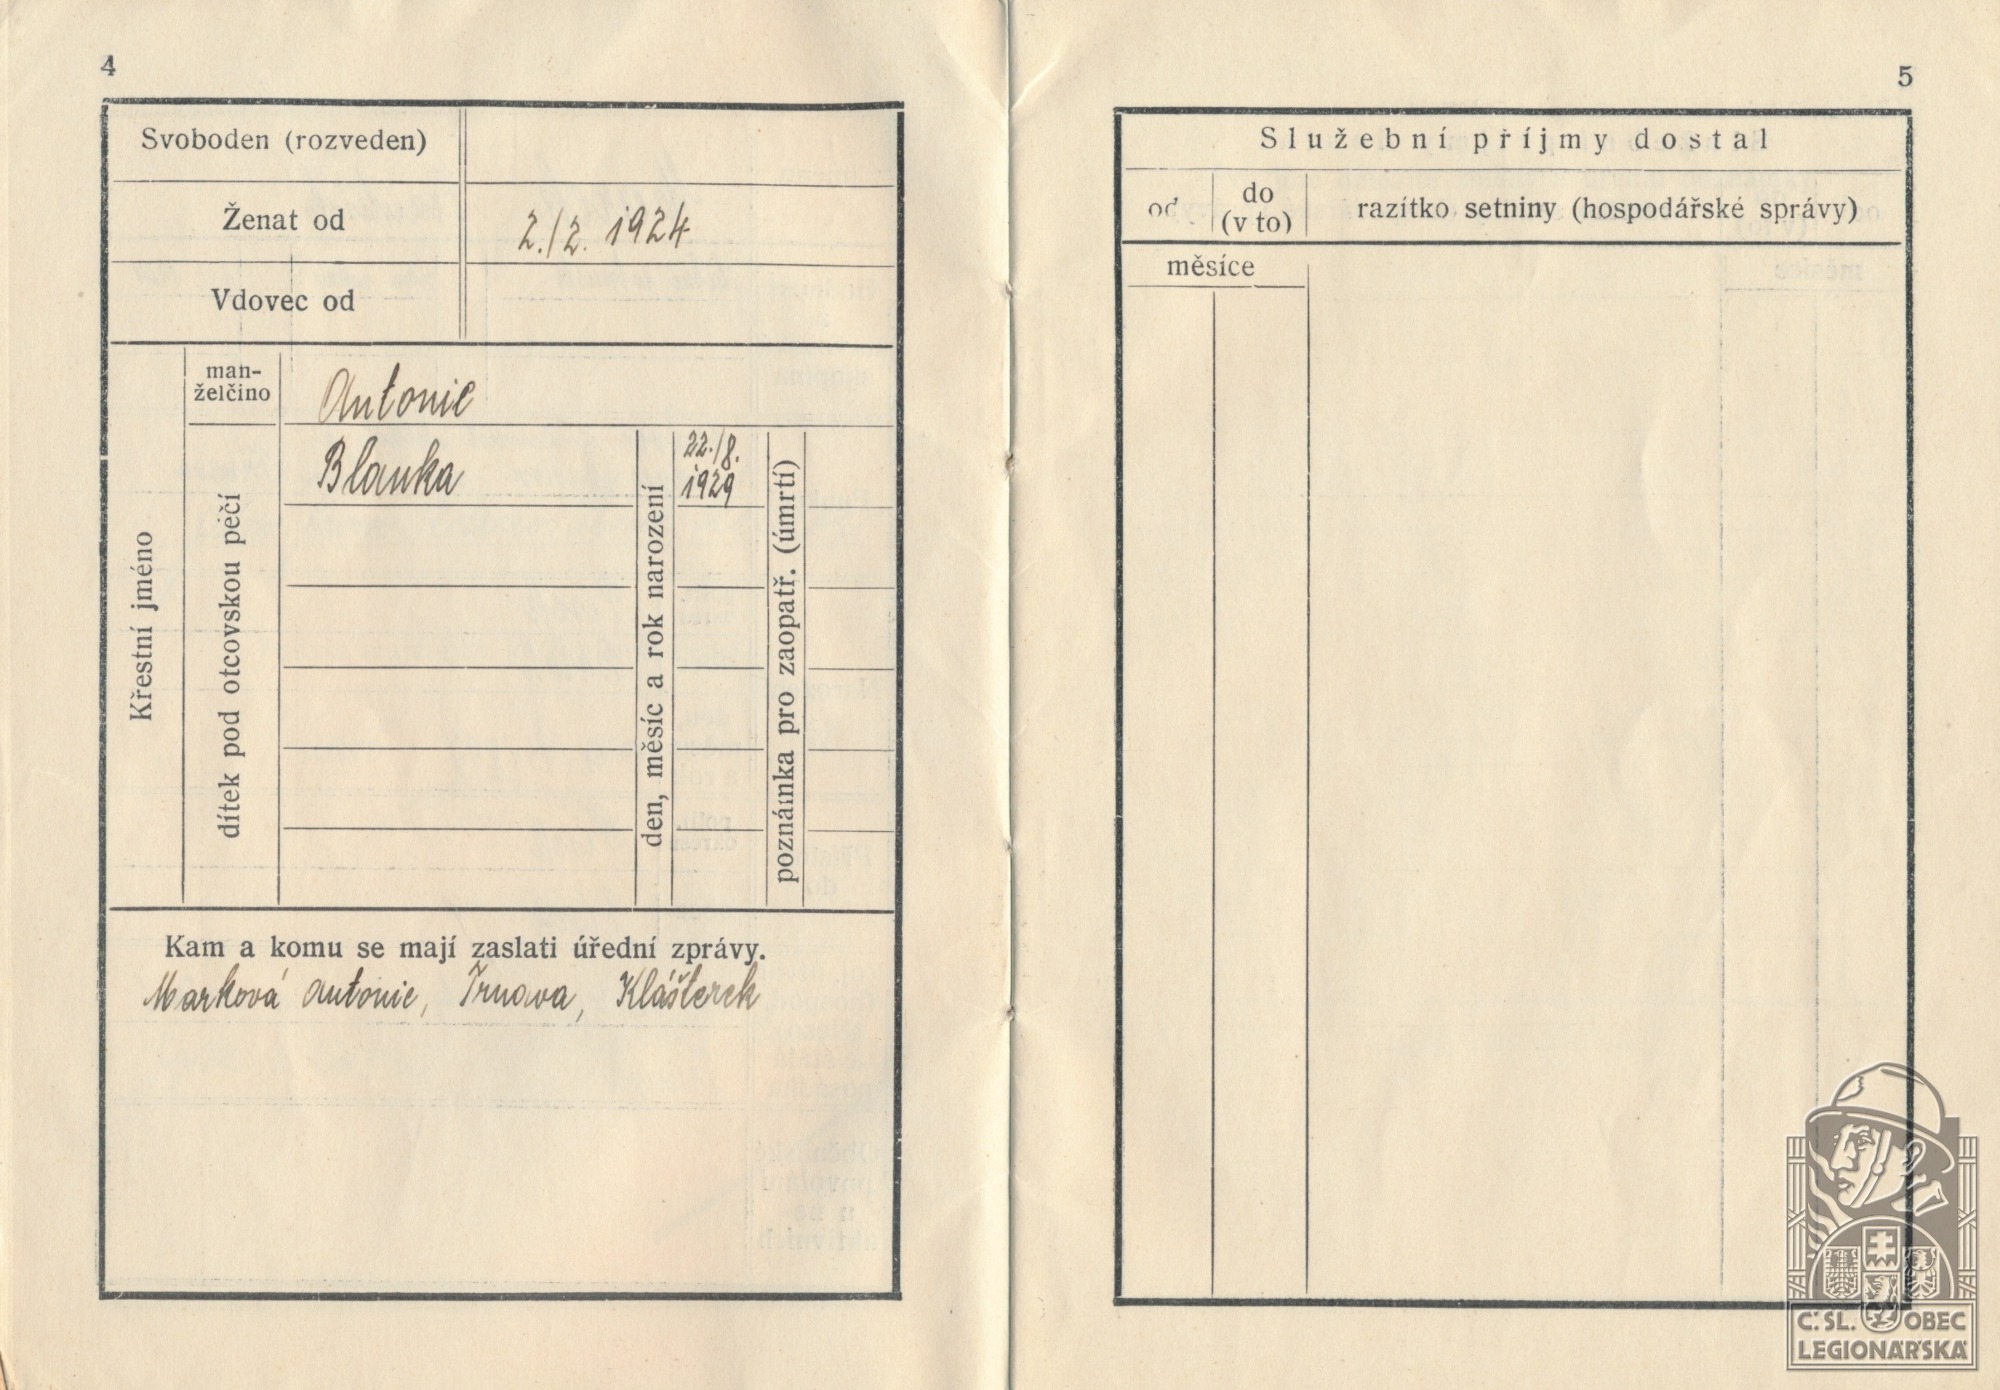 4
Svoboden (rozveden)
Ženat od 2./2. 1924
Vdovec od
Křestní jméno
man-
želčino
Antonie
dítek pod otcovskou péčí
Blanka
den, měsíc a rok narození
22./8.
1929
poznámka pro zaopatř. (úmrtí)
Kam a komu se mají zaslati úřední zprávy.
Marková Antonie, Trnava, Klášterek
5
Služební příjmy dostal
od
do
(v to)
razítko setniny (hospodářské správy)
měsíce
Č. SL. OBEC
LEGIONÁŘSKÁ